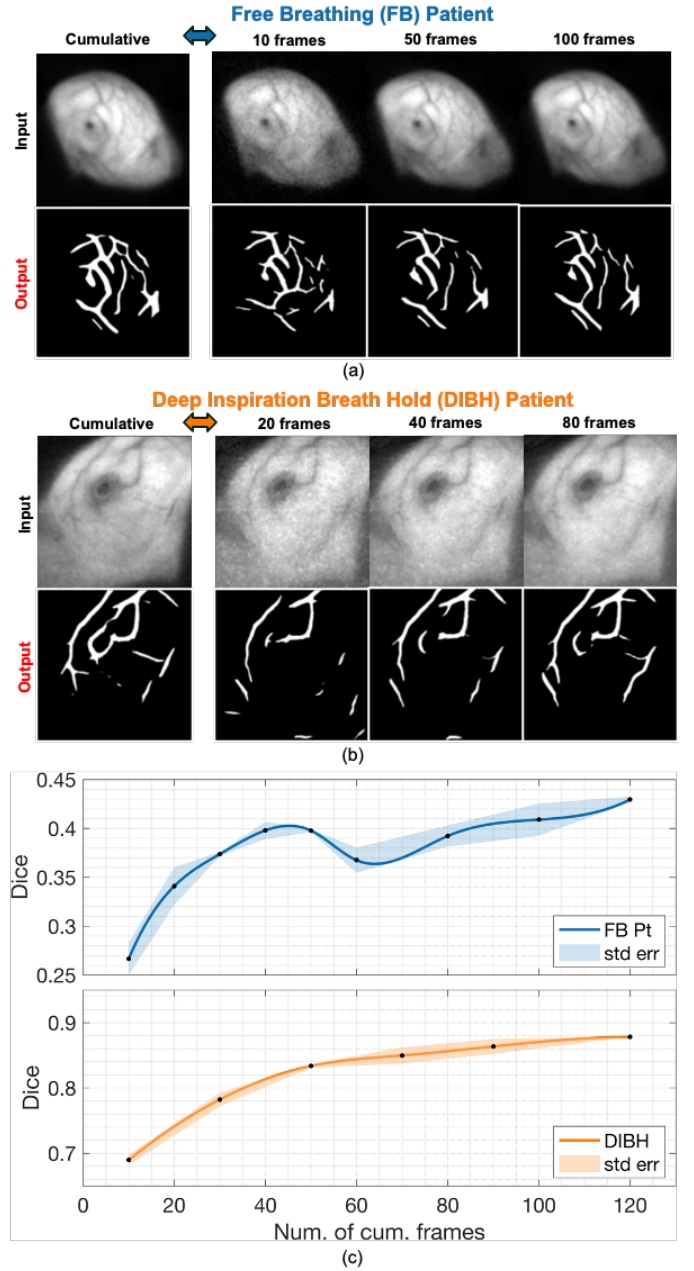 Free Breathing (FB) Patient
Cumulative
10 frames
50 frames
100 frames
Input
Output
(a)
Deep Inspiration Breath Hold (DIBH) Patient
Cumulative
20 frames
40 frames
80 frames
Input
Output
(b)
0.45
0.4
0.35
0.3
0.25
Dice
FB Pt
std err
0.9
0.8
0.7
Dice
DIBH
std err
0
20
40
60
80
100
120
Num. of cum. frames
(c)